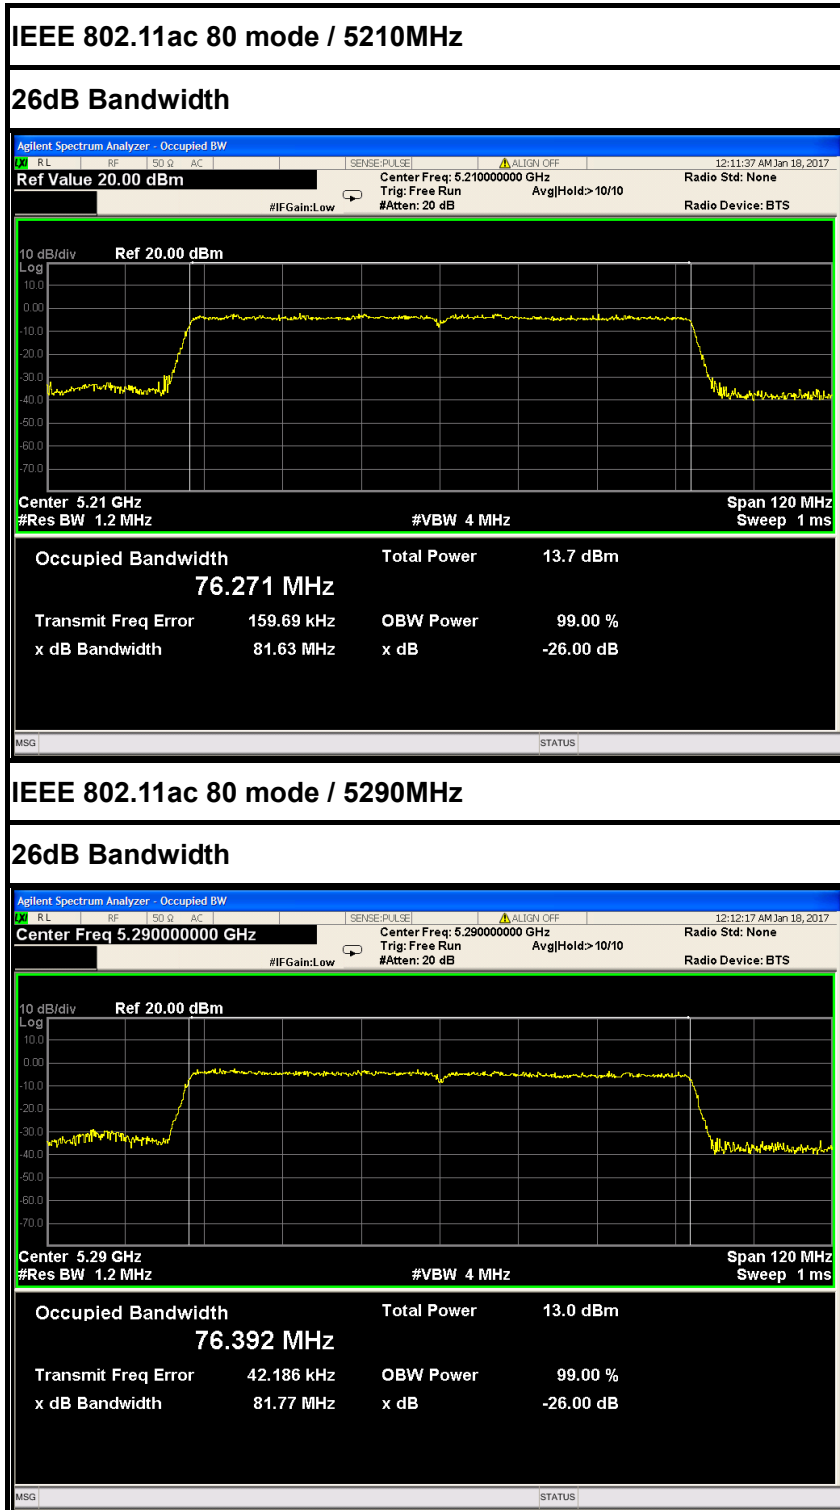 IEEE 802.11ac 80 mode / 5210MHz
26dB Bandwidth
Agilent Spectrum Analyzer - Occupied BW
LXI RL RF 50 Ω AC SENSE:PULSE ALIGN OFF 12:11:37 AM Jan 18, 2017
Ref Value 20.00 dBm Center Freq: 5.210000000 GHz Radio Std: None
Trig: Free Run Avg|Hold:>10/10
#IFGain:Low #Atten: 20 dB Radio Device: BTS
10 dB/div Ref 20.00 dBm
Log
10.0
0.00
-10.0
-20.0
-30.0
-40.0
-50.0
-60.0
-70.0
Center 5.21 GHz Span 120 MHz
#Res BW 1.2 MHz #VBW 4 MHz Sweep 1 ms
Occupied Bandwidth Total Power 13.7 dBm
76.271 MHz
Transmit Freq Error 159.69 kHz OBW Power 99.00 %
x dB Bandwidth 81.63 MHz x dB -26.00 dB
MSG STATUS
IEEE 802.11ac 80 mode / 5290MHz
26dB Bandwidth
Agilent Spectrum Analyzer - Occupied BW
LXI RL RF 50 Ω AC SENSE:PULSE ALIGN OFF 12:12:17 AM Jan 18, 2017
Center Freq 5.290000000 GHz Center Freq: 5.290000000 GHz Radio Std: None
Trig: Free Run Avg|Hold:>10/10
#IFGain:Low #Atten: 20 dB Radio Device: BTS
10 dB/div Ref 20.00 dBm
Log
10.0
0.00
-10.0
-20.0
-30.0
-40.0
-50.0
-60.0
-70.0
Center 5.29 GHz Span 120 MHz
#Res BW 1.2 MHz #VBW 4 MHz Sweep 1 ms
Occupied Bandwidth Total Power 13.0 dBm
76.392 MHz
Transmit Freq Error 42.186 kHz OBW Power 99.00 %
x dB Bandwidth 81.77 MHz x dB -26.00 dB
MSG STATUS